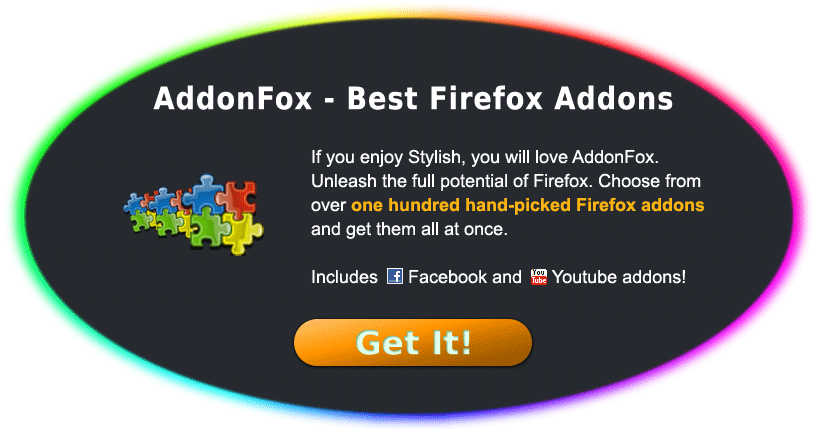 AddonFox - Best Firefox Addons
If you enjoy Stylish, you will love AddonFox.
Unleash the full potential of Firefox. Choose from
over one hundred hand-picked Firefox addons
and get them all at once.
Includes f Facebook and You Tube Youtube addons!
Get It!